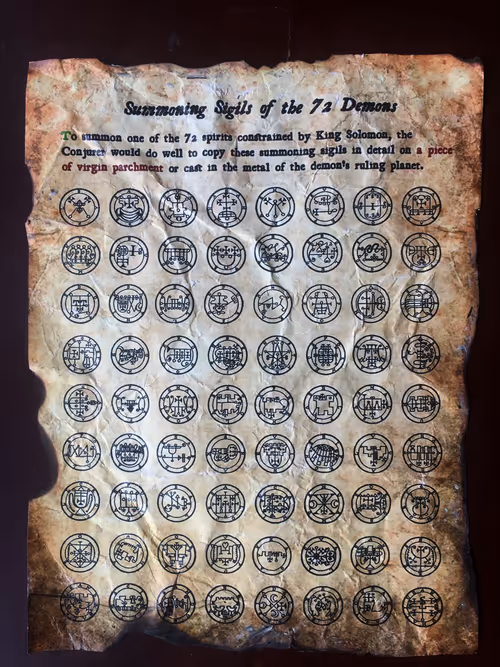 Summoning Sigils of the 72 Demons
To summon one of the 72 spirits constrained by King Solomon, the
Conjurer would do well to copy these summoning sigils in detail on a piece
of virgin parchment or cast in the metal of the demon's ruling planet.